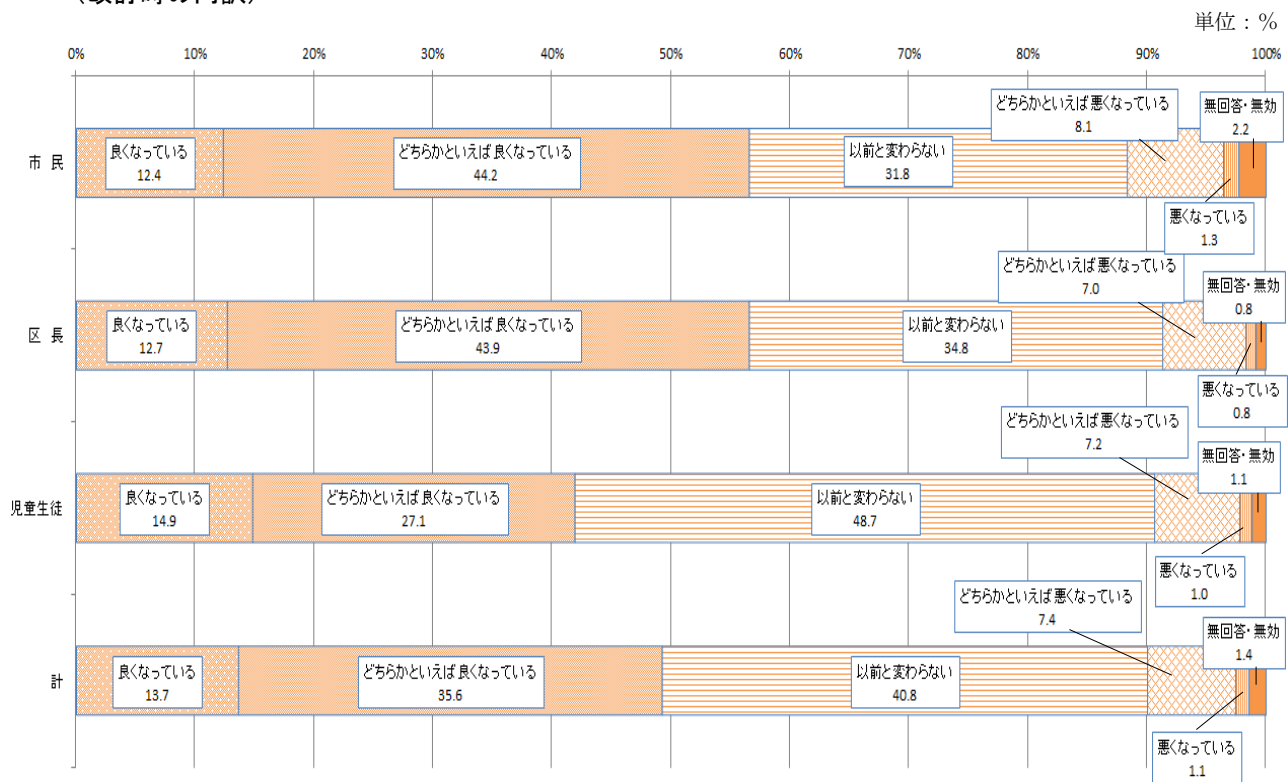 単位：％
0%
10%
20%
30%
40%
50%
60%
70%
80%
90%
100%
市 民
良くなっている
12.4
どちらかといえば良くなっている
44.2
以前と変わらない
31.8
どちらかといえば悪くなっている
8.1
悪くなっている
1.3
無回答・無効
2.2
区 長
良くなっている
12.7
どちらかといえば良くなっている
43.9
以前と変わらない
34.8
どちらかといえば悪くなっている
7.0
悪くなっている
0.8
無回答・無効
0.8
児童生徒
良くなっている
14.9
どちらかといえば良くなっている
27.1
以前と変わらない
48.7
どちらかといえば悪くなっている
7.2
悪くなっている
1.0
無回答・無効
1.1
計
良くなっている
13.7
どちらかといえば良くなっている
35.6
以前と変わらない
40.8
どちらかといえば悪くなっている
7.4
悪くなっている
1.1
無回答・無効
1.4